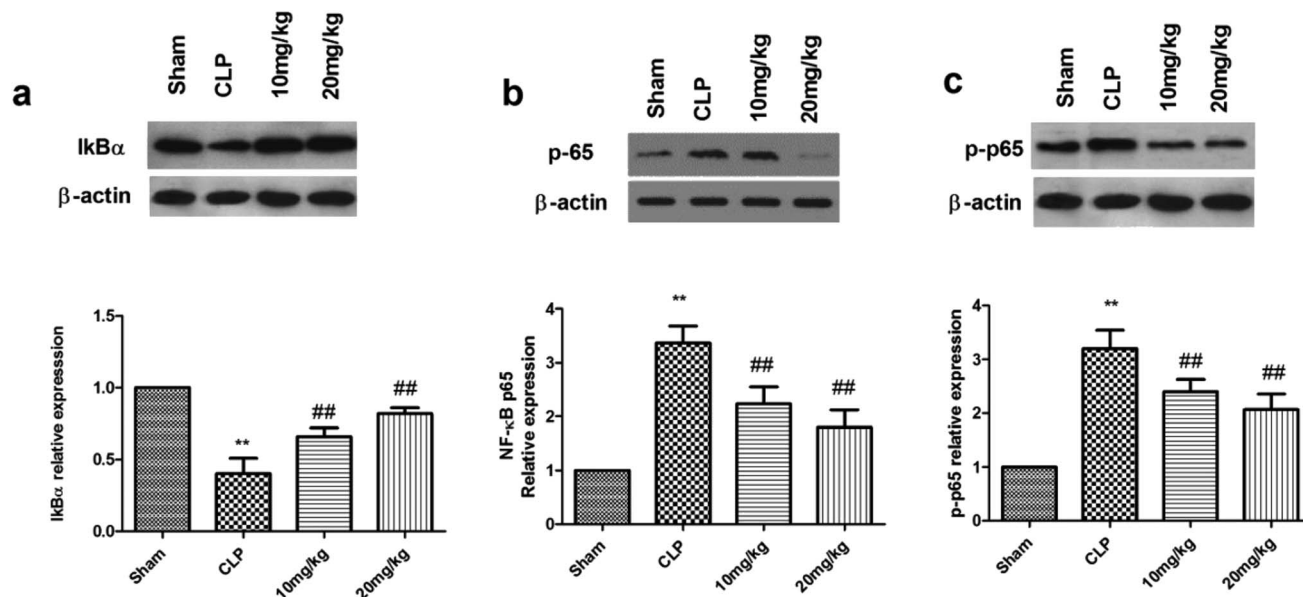 a
Sham
CLP
10mg/kg
20mg/kg
IkBα
β-actin
IkBα relative expresssion
1.5
1.0
0.5
0.0
**
##
##
Sham
CLP
10mg/kg
20mg/kg
b
Sham
CLP
10mg/kg
20mg/kg
p-65
β-actin
NF-κB p65
Relative expression
4
3
2
1
0
**
##
##
Sham
CLP
10mg/kg
20mg/kg
c
Sham
CLP
10mg/kg
20mg/kg
p-p65
β-actin
p-p65 relative expression
4
3
2
1
0
**
##
##
Sham
CLP
10mg/kg
20mg/kg